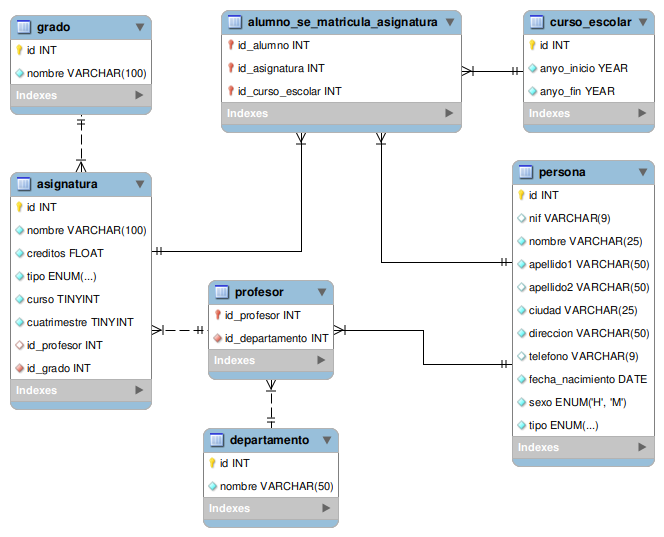 grado
id INT
nombre VARCHAR(100)
Indexes
alumno_se_matricula_asignatura
id_alumno INT
id_asignatura INT
id_curso_escolar INT
Indexes
curso_escolar
id INT
anyo_inicio YEAR
anyo_fin YEAR
Indexes
asignatura
id INT
nombre VARCHAR(100)
creditos FLOAT
tipo ENUM(...)
curso TINYINT
cuatrimestre TINYINT
id_profesor INT
id_grado INT
Indexes
profesor
id_profesor INT
id_departamento INT
Indexes
persona
id INT
nif VARCHAR(9)
nombre VARCHAR(25)
apellido1 VARCHAR(50)
apellido2 VARCHAR(50)
ciudad VARCHAR(25)
direccion VARCHAR(50)
telefono VARCHAR(9)
fecha_nacimiento DATE
sexo ENUM('H', 'M')
tipo ENUM(...)
Indexes
departamento
id INT
nombre VARCHAR(50)
Indexes